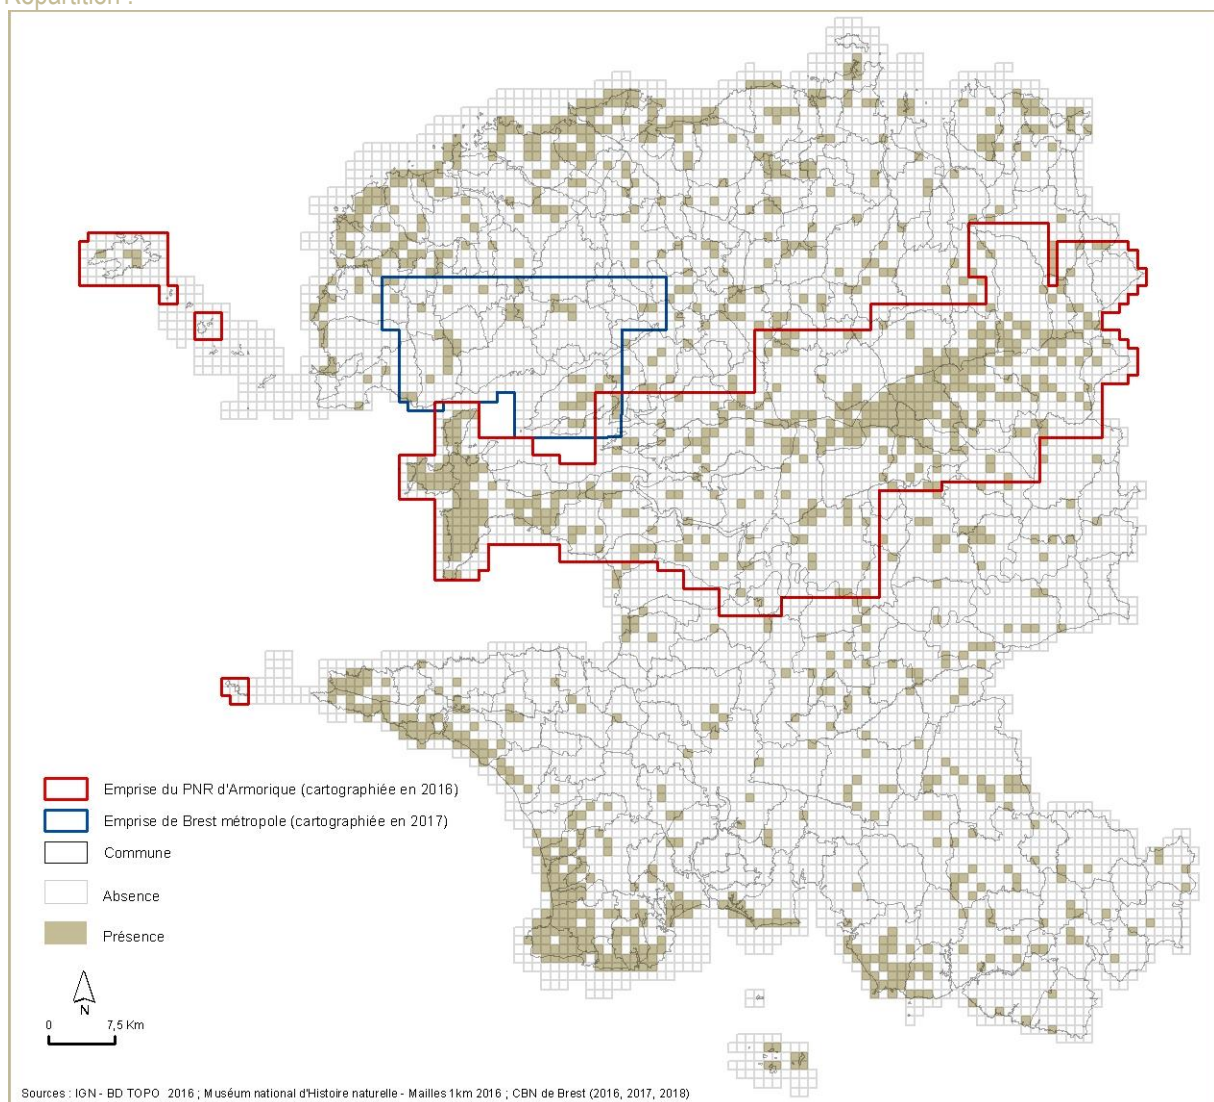 Répartition :
Emprise du PNR d'Armorique (cartographiée en 2016)
Emprise de Brest métropole (cartographiée en 2017)
Commune
Absence
Présence
N
0 7,5 Km
Sources : IGN - BD TOPO 2016 ; Muséum national d'Histoire naturelle - Mailles 1km 2016 ; CBN de Brest (2016, 2017, 2018)